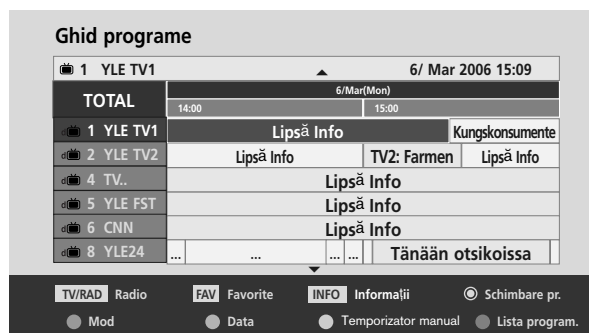 Ghid programe
1 YLE TV1 6/ Mar 2006 15:09
TOTAL
6/Mar(Mon)
14:00 15:00
1 YLE TV1 Lipsă Info Kungskonsumente
2 YLE TV2 Lipsă Info TV2: Farmen Lipsă Info
4 TV.. Lipsă Info
5 YLE FST Lipsă Info
6 CNN Lipsă Info
8 YLE24 ... ... ... ... Tänään otsikoissa
TV/RAD Radio FAV Favorite INFO Informații Schimbare pr.
Mod Data Temporizator manual Lista program.